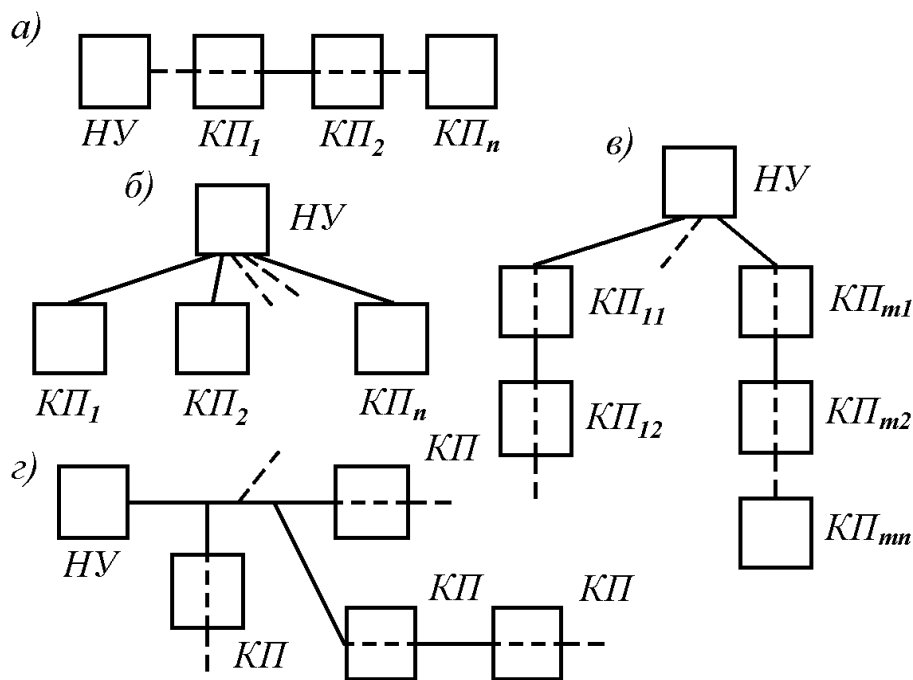 а)
НУ КП₁ КП₂ КПₙ
б)
НУ
КП₁ КП₂ КПₙ
в)
НУ
КП₁₁ КПₘ₁
КП₁₂ КПₘ₂
КПₘₙ
г)
НУ КП
КП КП КП